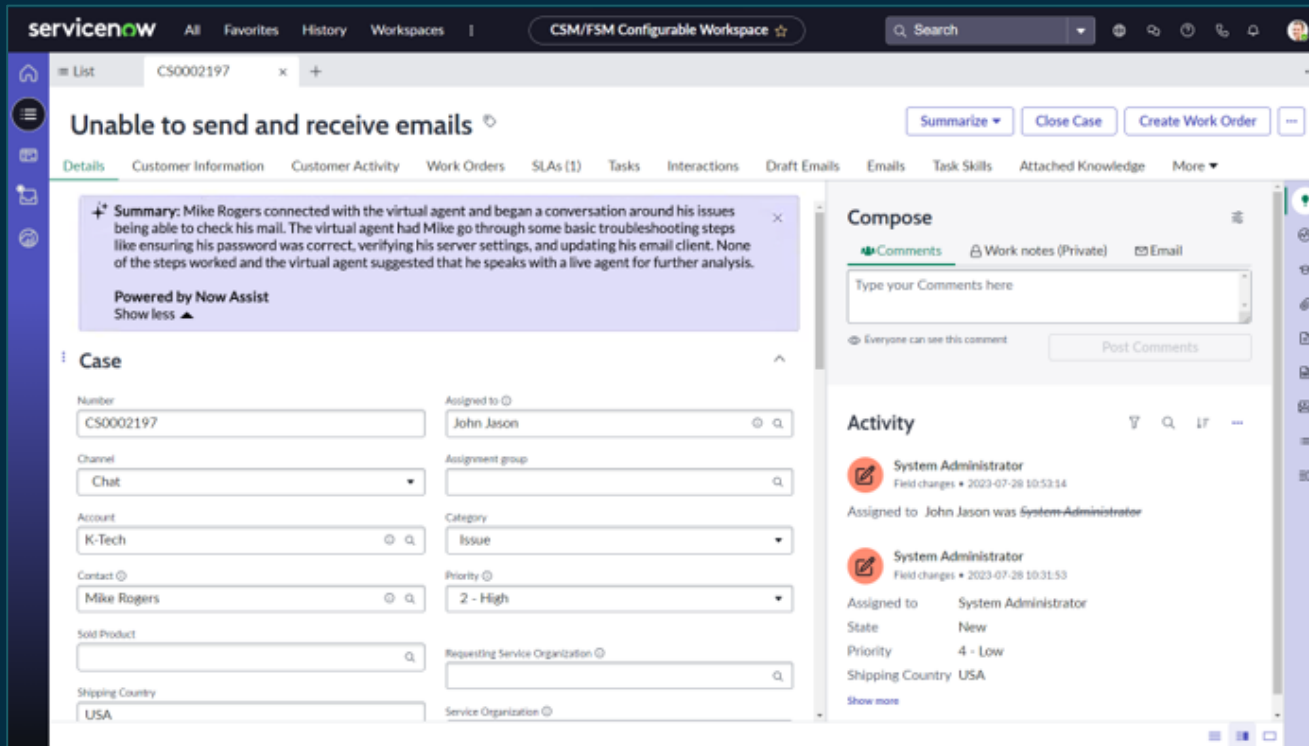 servicenow All Favorites History Workspaces CSM/FSM Configurable Workspace Search
List CS0002197
Unable to send and receive emails Summarize Close Case Create Work Order
Details Customer Information Customer Activity Work Orders SLAs (1) Tasks Interactions Draft Emails Emails Task Skills Attached Knowledge More
Summary: Mike Rogers connected with the virtual agent and began a conversation around his issues
being able to check his mail. The virtual agent had Mike go through some basic troubleshooting steps
like ensuring his password was correct, verifying his server settings, and updating his email client. None
of the steps worked and the virtual agent suggested that he speaks with a live agent for further analysis.
Powered by Now Assist
Show less
Case
Number
CS0002197
Channel
Chat
Account
K-Tech
Contact
Mike Rogers
Sold Product
Shipping Country
USA
Assigned to
John Jason
Assignment group
Category
Issue
Priority
2 - High
Requesting Service Organization
Service Organization
Compose
Comments Work notes (Private) Email
Type your Comments here
Everyone can see this comment Post Comments
Activity
System Administrator
Field changes • 2023-07-28 10:53:14
Assigned to John Jason was System Administrator
System Administrator
Field changes • 2023-07-28 10:31:53
Assigned to System Administrator
State New
Priority 4 - Low
Shipping Country USA
Show more